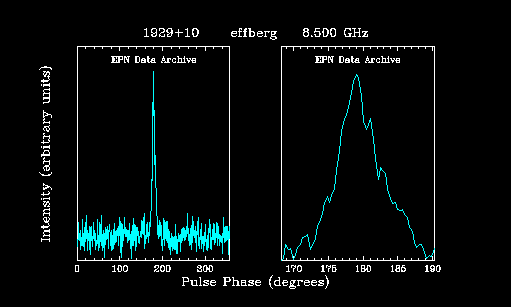 1929+10 effberg 8.500 GHz
EPN Data Archive EPN Data Archive
Intensity (arbitrary units)
0 100 200 300 170 175 180 185 190
Pulse Phase (degrees)